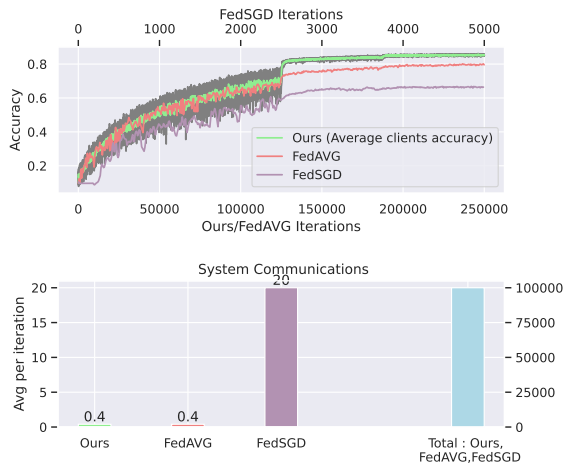 FedSGD Iterations
0 1000 2000 3000 4000 5000
0.8
0.6
0.4
0.2
Accuracy
Ours (Average clients accuracy)
FedAVG
FedSGD
0 50000 100000 150000 200000 250000
Ours/FedAVG Iterations
System Communications
20
20 100000
15 75000
10 50000
5 25000
0 0
Avg per iteration
0.4 0.4
Ours FedAVG FedSGD Total : Ours,
FedAVG,FedSGD